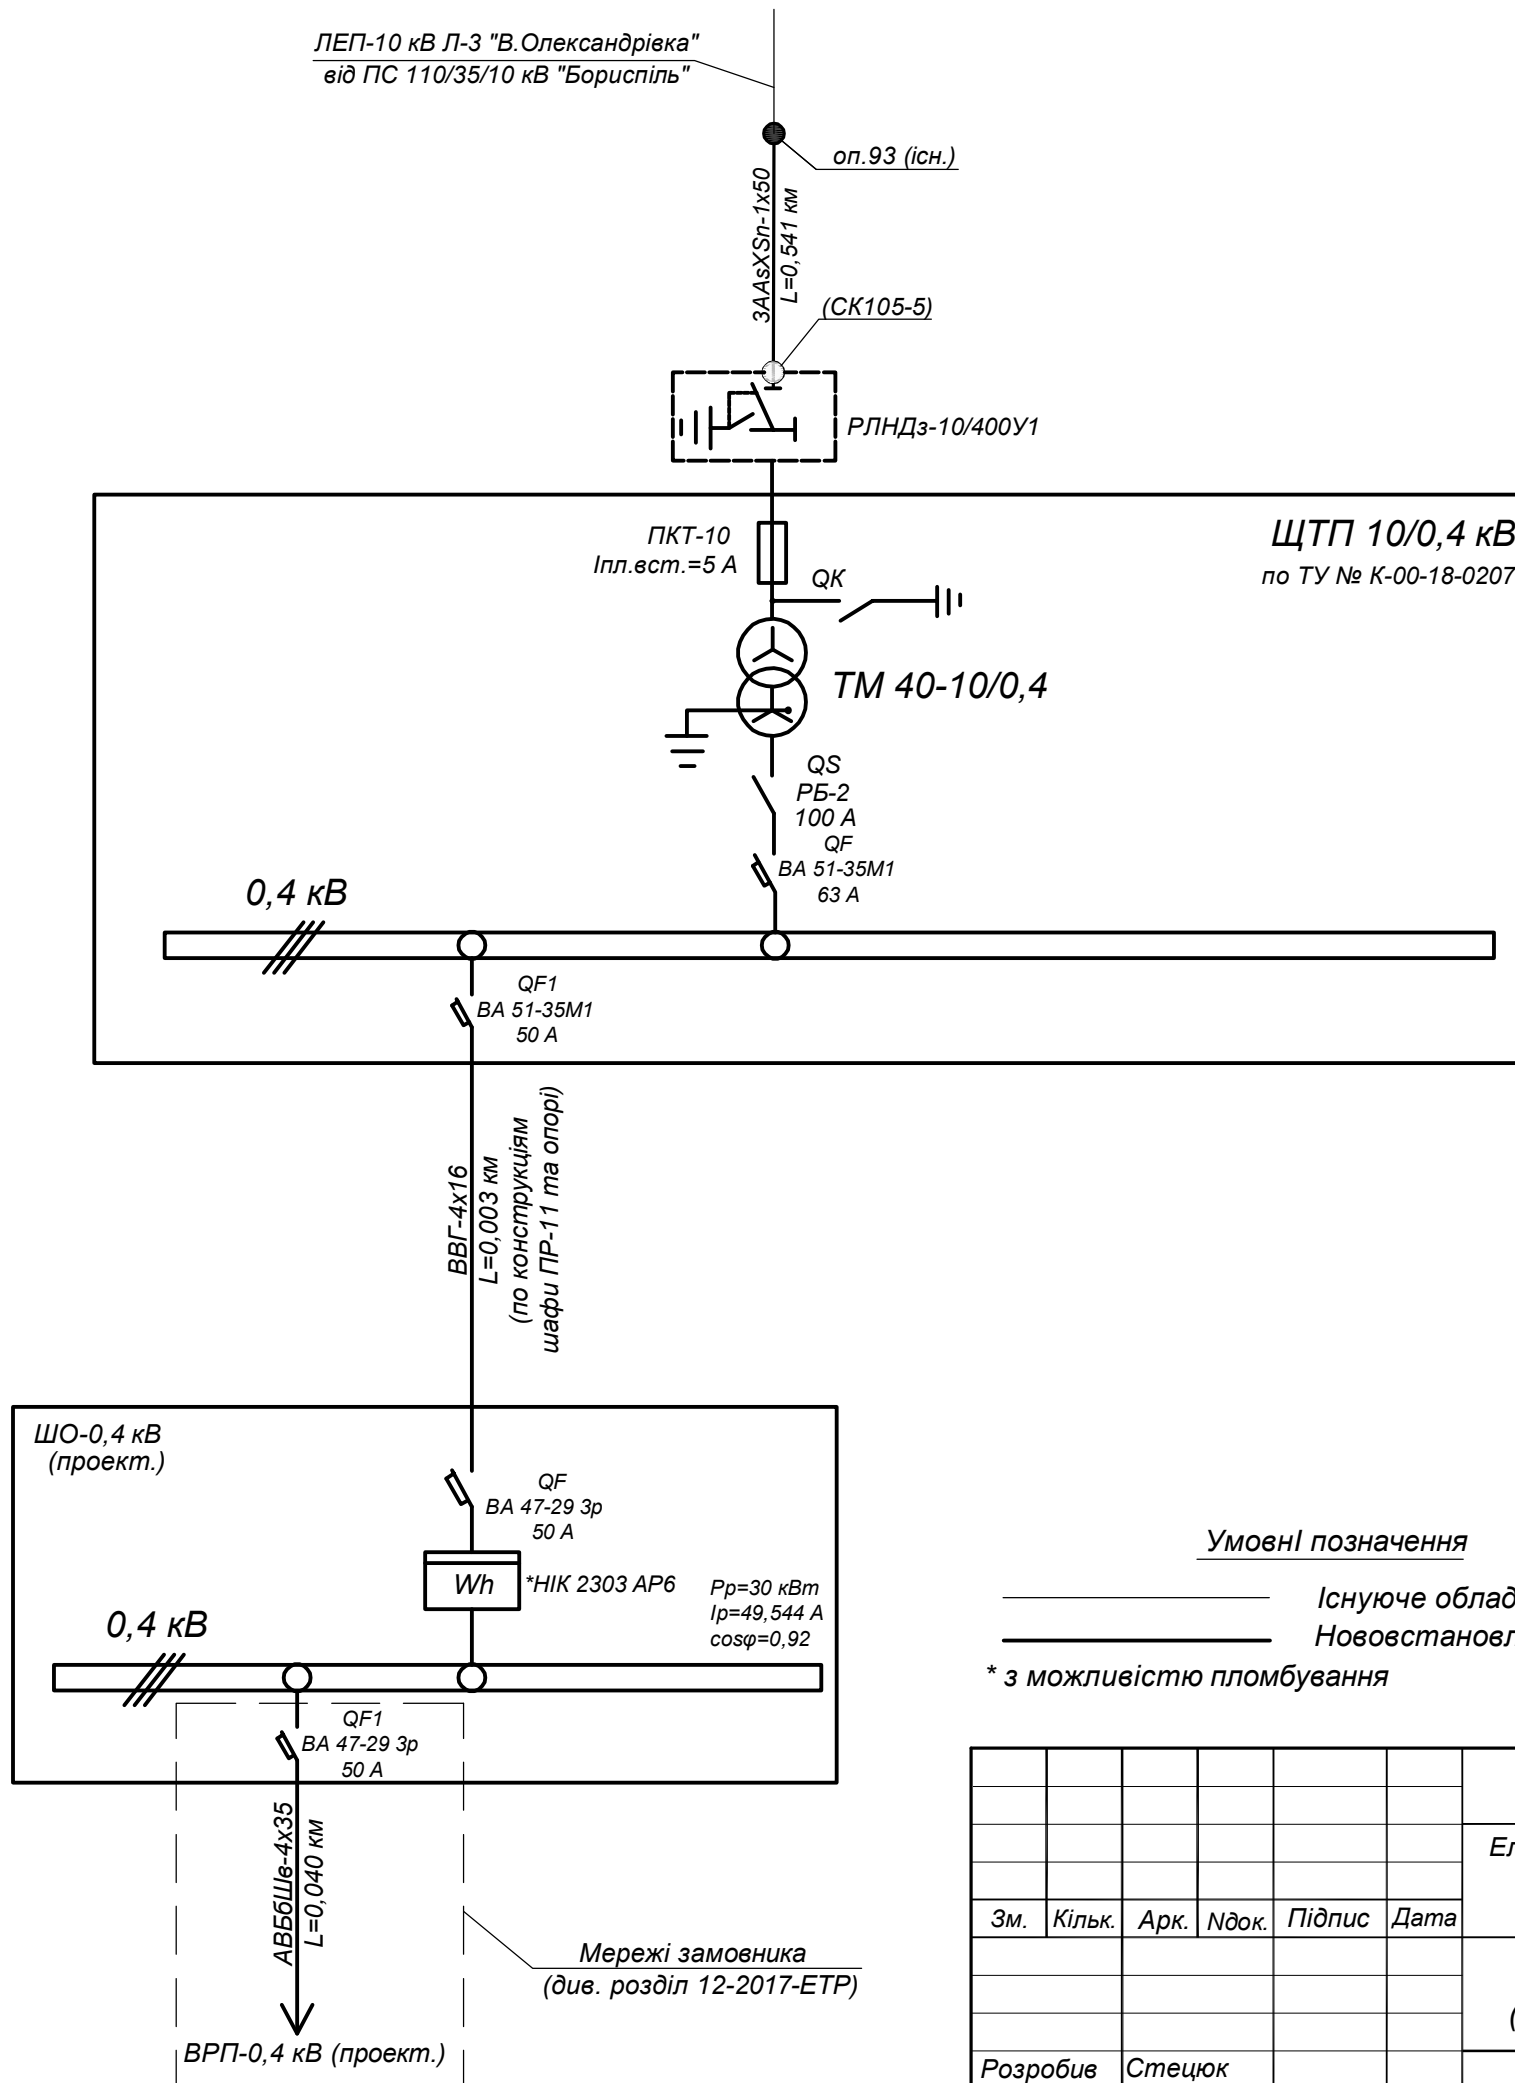 ЛЕП-10 кВ Л-3 "В.Олександрівка"
від ПС 110/35/10 кВ "Бориспіль"
оп.93 (існ.)
3AAsXSn-1x50
L=0,541 км
(СК105-5)
РЛНДз-10/400У1
ЩТП 10/0,4 кВ
по ТУ № К-00-18-0207
ПКТ-10
Iпл.вст.=5 А
QК
ТМ 40-10/0,4
QS
РБ-2
100 А
QF
ВА 51-35М1
63 А
0,4 кВ
QF1
ВА 51-35М1
50 А
ВВГ-4х16
L=0,003 км
(по конструкціям
шафи ПР-11 та опорі)
ШО-0,4 кВ
(проект.)
QF
ВА 47-29 3р
50 А
Wh
*НІК 2303 АР6
Рр=30 кВт
Ip=49,544 А
cosφ=0,92
0,4 кВ
QF1
ВА 47-29 3р
50 А
АВБбШв-4х35
L=0,040 км
Мережі замовника
(див. розділ 12-2017-ЕТР)
ВРП-0,4 кВ (проект.)
УмовнІ позначення
Існуюче облад
Нововстановл
* з можливістю пломбування
Ел
Зм.
Кільк.
Арк.
Nдок.
Підпис
Дата
(
Розробив
Стецюк